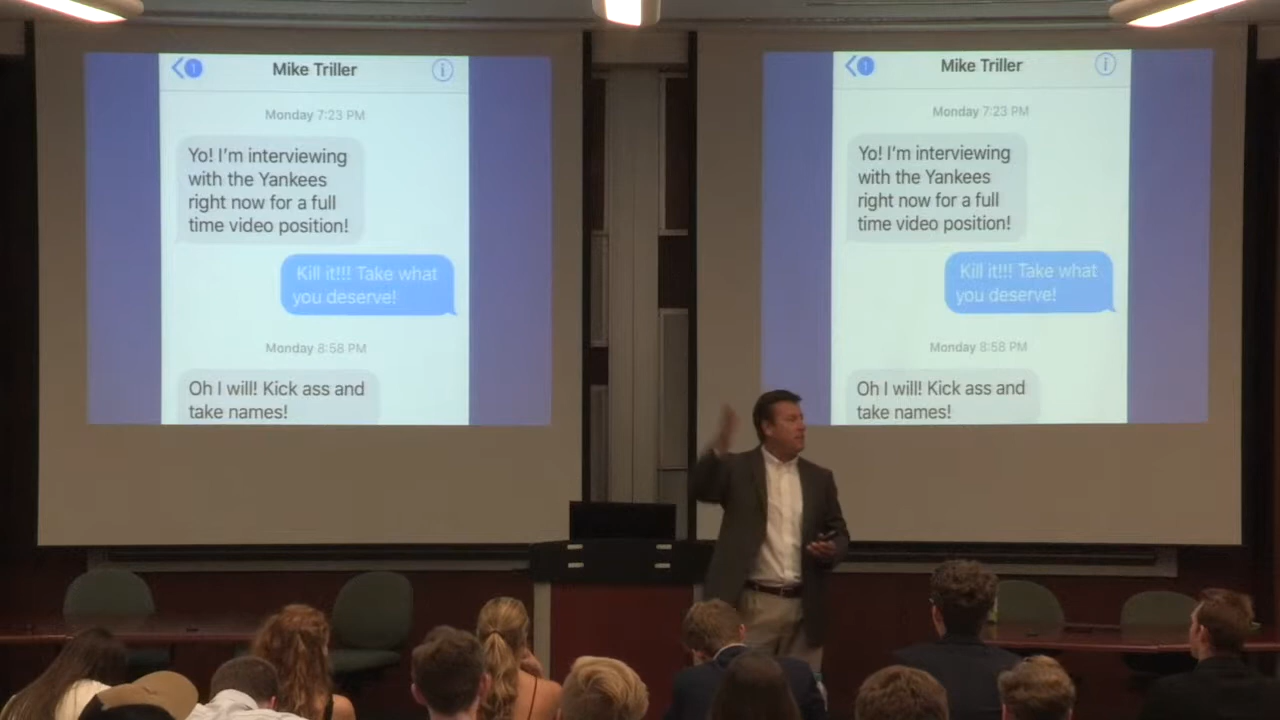 1
Mike Triller
i
Monday 7:23 PM
Yo! I'm interviewing
with the Yankees
right now for a full
time video position!
Kill it!!! Take what
you deserve!
Monday 8:58 PM
Oh I will! Kick ass and
take names!
1
Mike Triller
i
Monday 7:23 PM
Yo! I'm interviewing
with the Yankees
right now for a full
time video position!
Kill it!!! Take what
you deserve!
Monday 8:58 PM
Oh I will! Kick ass and
take names!